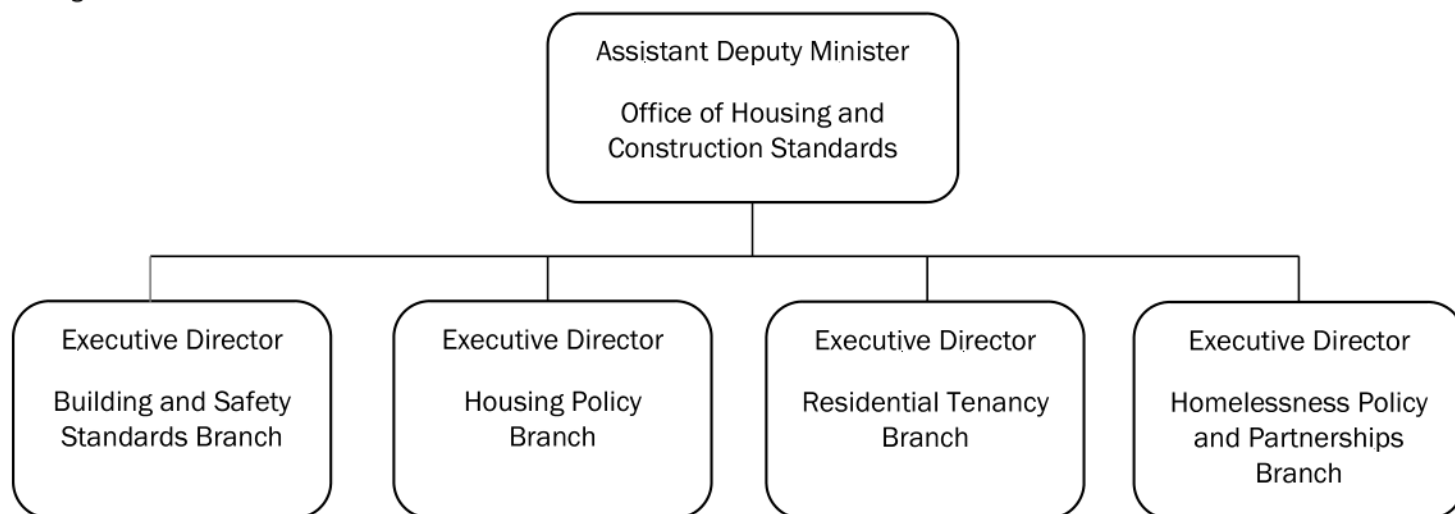 Assistant Deputy Minister
Office of Housing and
Construction Standards
Executive Director
Building and Safety
Standards Branch
Executive Director
Housing Policy
Branch
Executive Director
Residential Tenancy
Branch
Executive Director
Homelessness Policy
and Partnerships
Branch